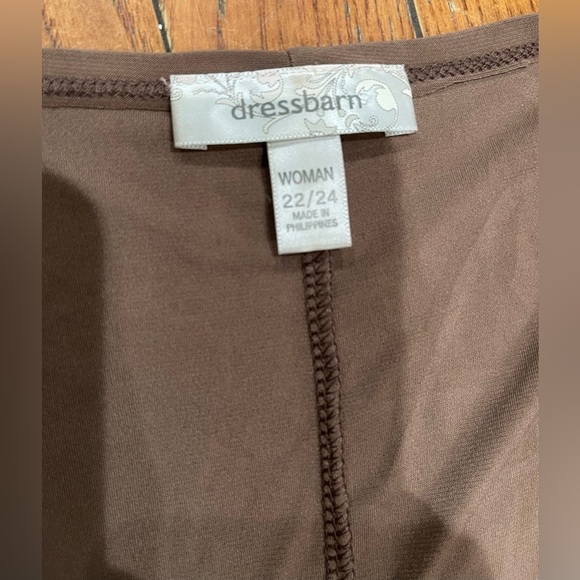 dressbarn
WOMAN
22/24
MADE IN
PHILIPPINES